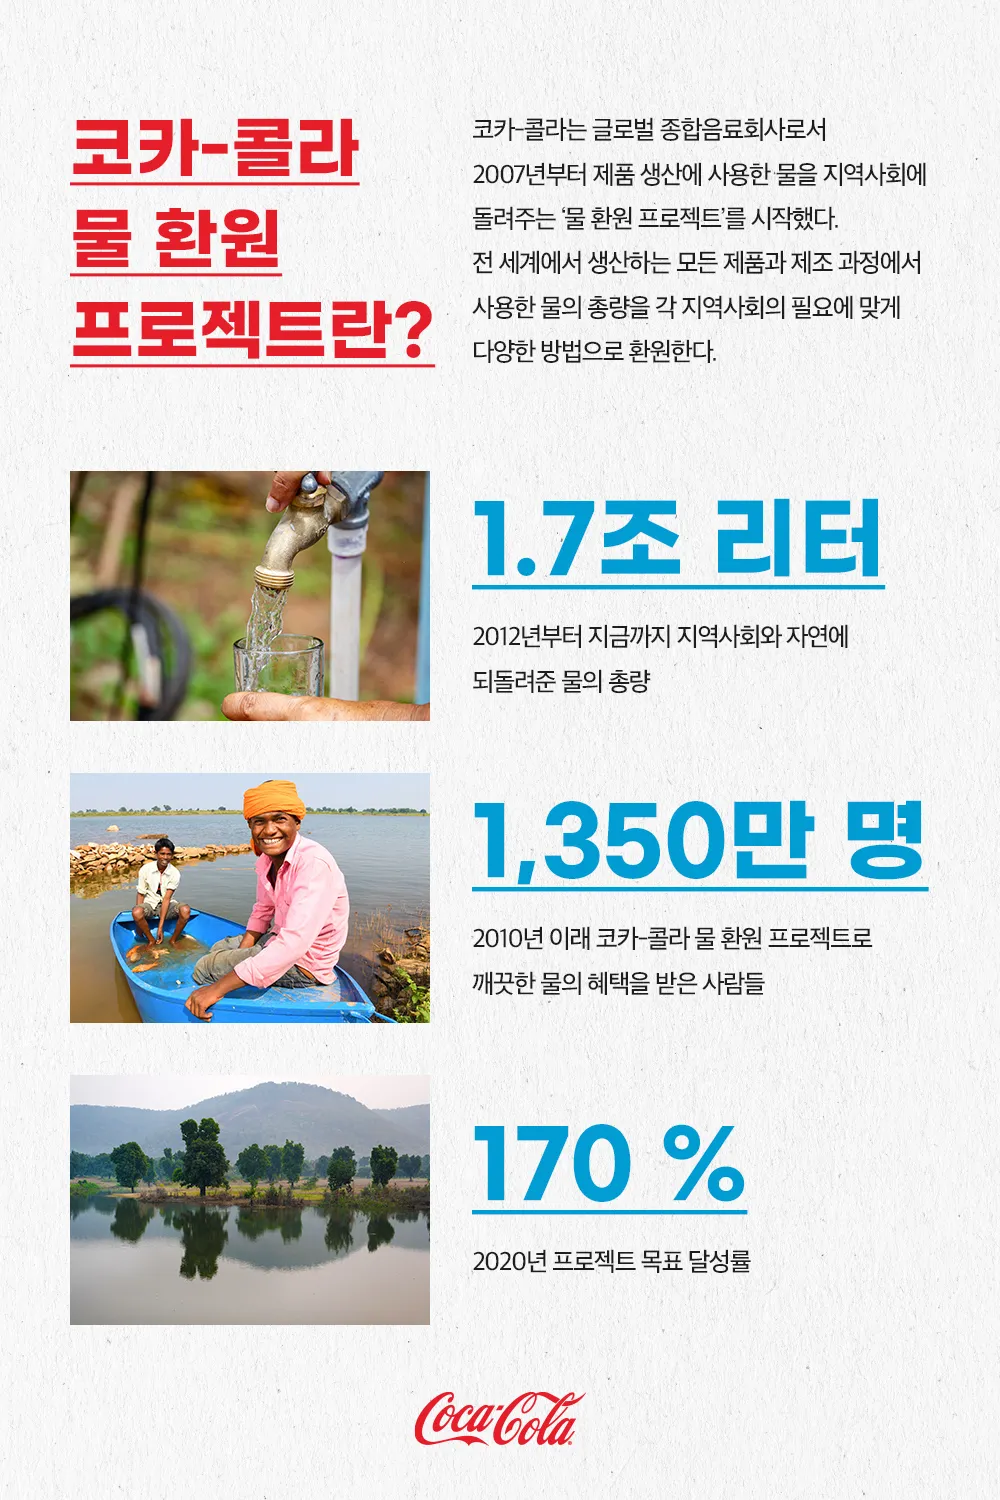 코카-콜라
물 환원
프로젝트란?
코카-콜라는 글로벌 종합음료회사로서
2007년부터 제품 생산에 사용한 물을 지역사회에
돌려주는 ‘물 환원 프로젝트’를 시작했다.
전 세계에서 생산하는 모든 제품과 제조 과정에서
사용한 물의 총량을 각 지역사회의 필요에 맞게
다양한 방법으로 환원한다.
1.7조 리터
2012년부터 지금까지 지역사회와 자연에
되돌려준 물의 총량
1,350만 명
2010년 이래 코카-콜라 물 환원 프로젝트로
깨끗한 물의 혜택을 받은 사람들
170 %
2020년 프로젝트 목표 달성률
Coca-Cola